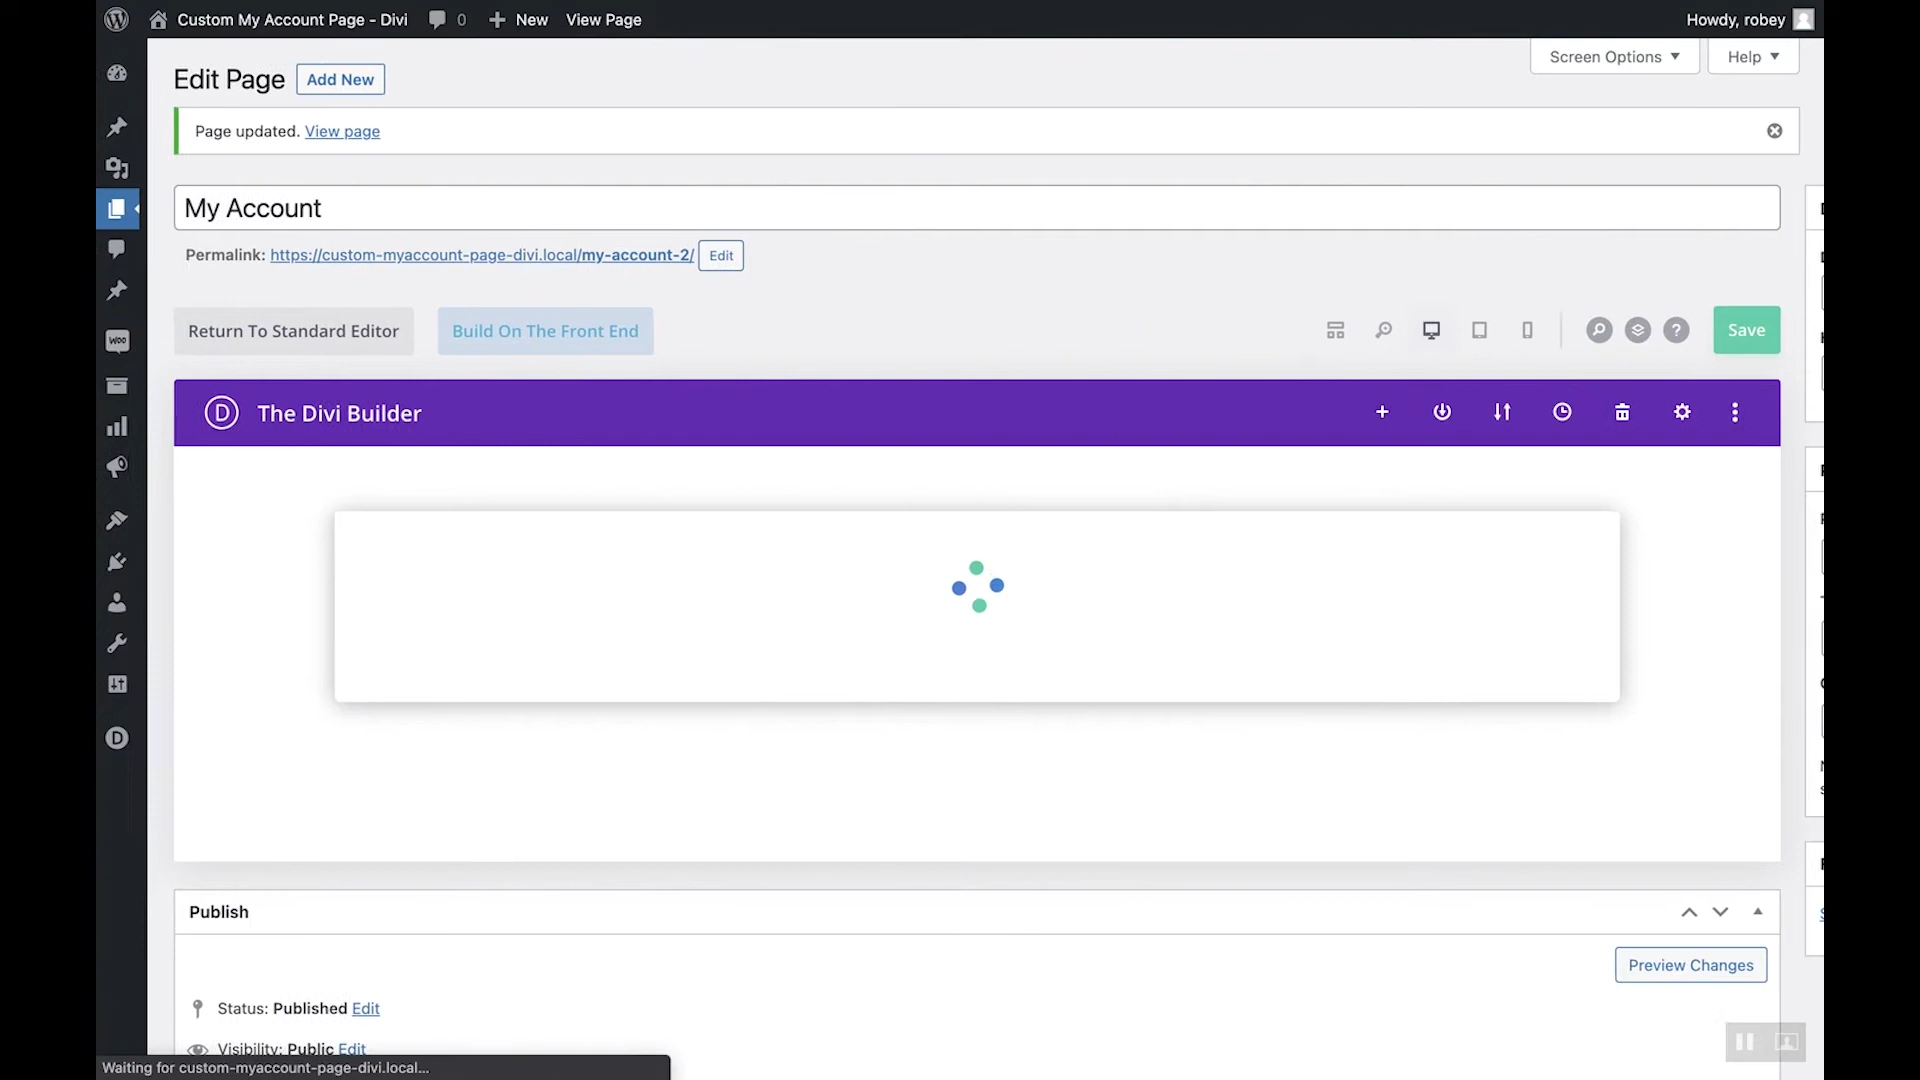 Custom My Account Page - Divi 0 New View Page Howdy, robey
Screen Options Help
Edit Page Add New
Page updated. View page
My Account
Permalink: https://custom-myaccount-page-divi.local/my-account-2/ Edit
Return To Standard Editor Build On The Front End ? Save
WOO
D The Divi Builder
D
Publish
Preview Changes
Status: Published Edit
Visibility: Public Edit
Waiting for custom-myaccount-page-divi.local...